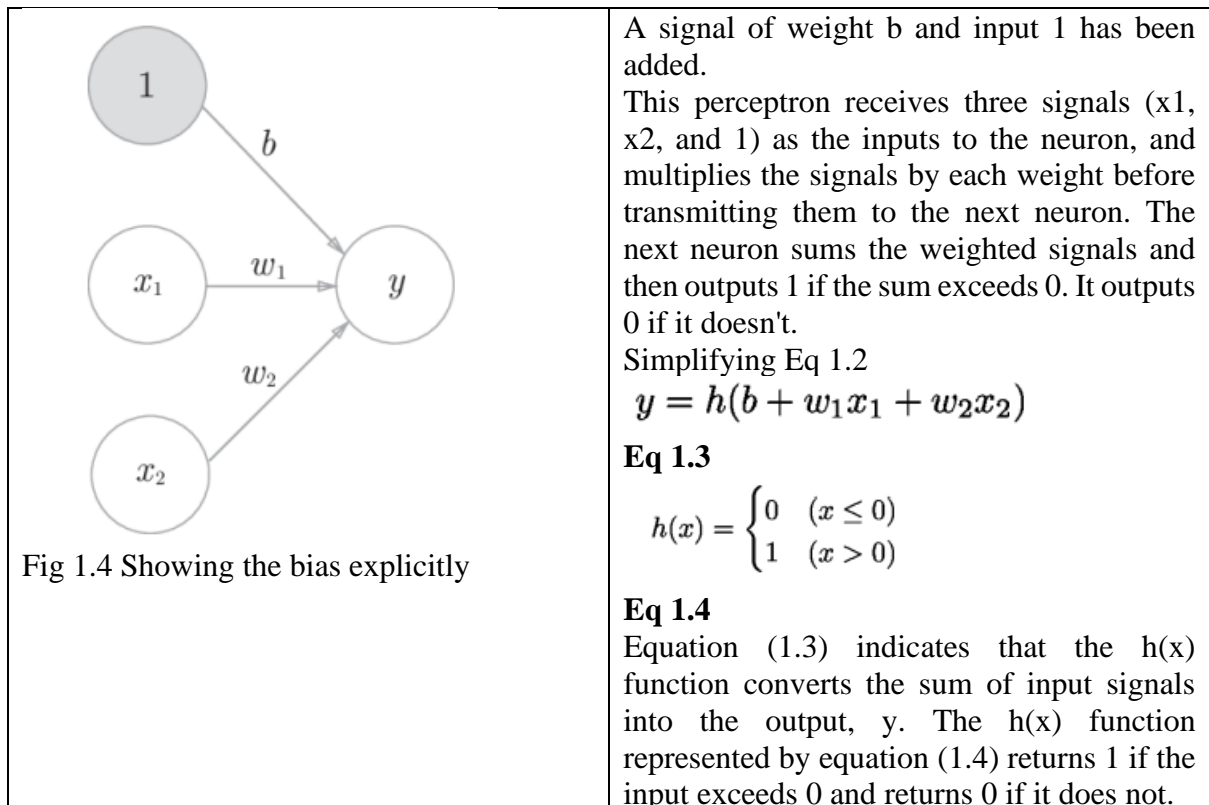 1
b
x₁
w₁
y
w₂
x₂
Fig 1.4 Showing the bias explicitly
A signal of weight b and input 1 has been
added.
This perceptron receives three signals (x1,
x2, and 1) as the inputs to the neuron, and
multiplies the signals by each weight before
transmitting them to the next neuron. The
next neuron sums the weighted signals and
then outputs 1 if the sum exceeds 0. It outputs
0 if it doesn't.
Simplifying Eq 1.2
y = h(b + w₁x₁ + w₂x₂)
Eq 1.3
h(x) = {0 (x ≤ 0)
1 (x > 0)
Eq 1.4
Equation (1.3) indicates that the h(x)
function converts the sum of input signals
into the output, y. The h(x) function
represented by equation (1.4) returns 1 if the
input exceeds 0 and returns 0 if it does not.